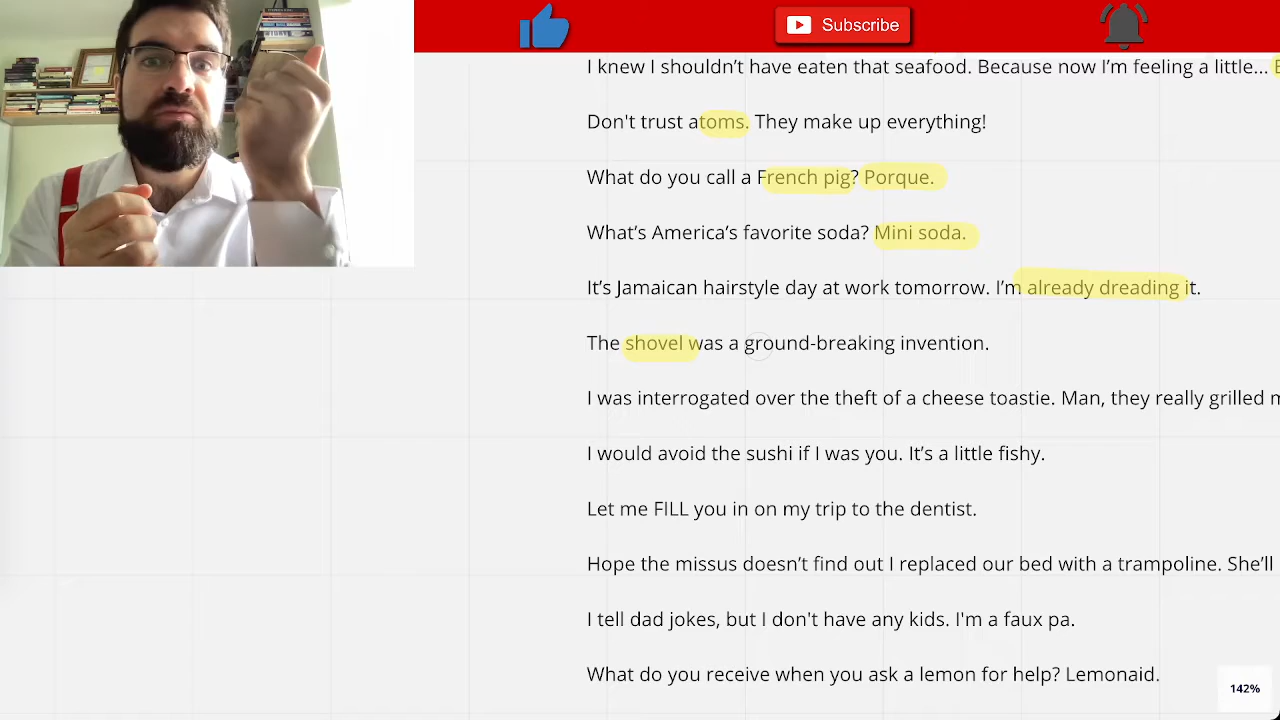 Subscribe
I knew I shouldn’t have eaten that seafood. Because now I’m feeling a little...
Don't trust atoms. They make up everything!
What do you call a French pig? Porque.
What’s America’s favorite soda? Mini soda.
It’s Jamaican hairstyle day at work tomorrow. I’m already dreading it.
The shovel was a ground-breaking invention.
I was interrogated over the theft of a cheese toastie. Man, they really grilled
I would avoid the sushi if I was you. It’s a little fishy.
Let me FILL you in on my trip to the dentist.
Hope the missus doesn’t find out I replaced our bed with a trampoline. She’ll
I tell dad jokes, but I don't have any kids. I'm a faux pa.
What do you receive when you ask a lemon for help? Lemonaid.
142%